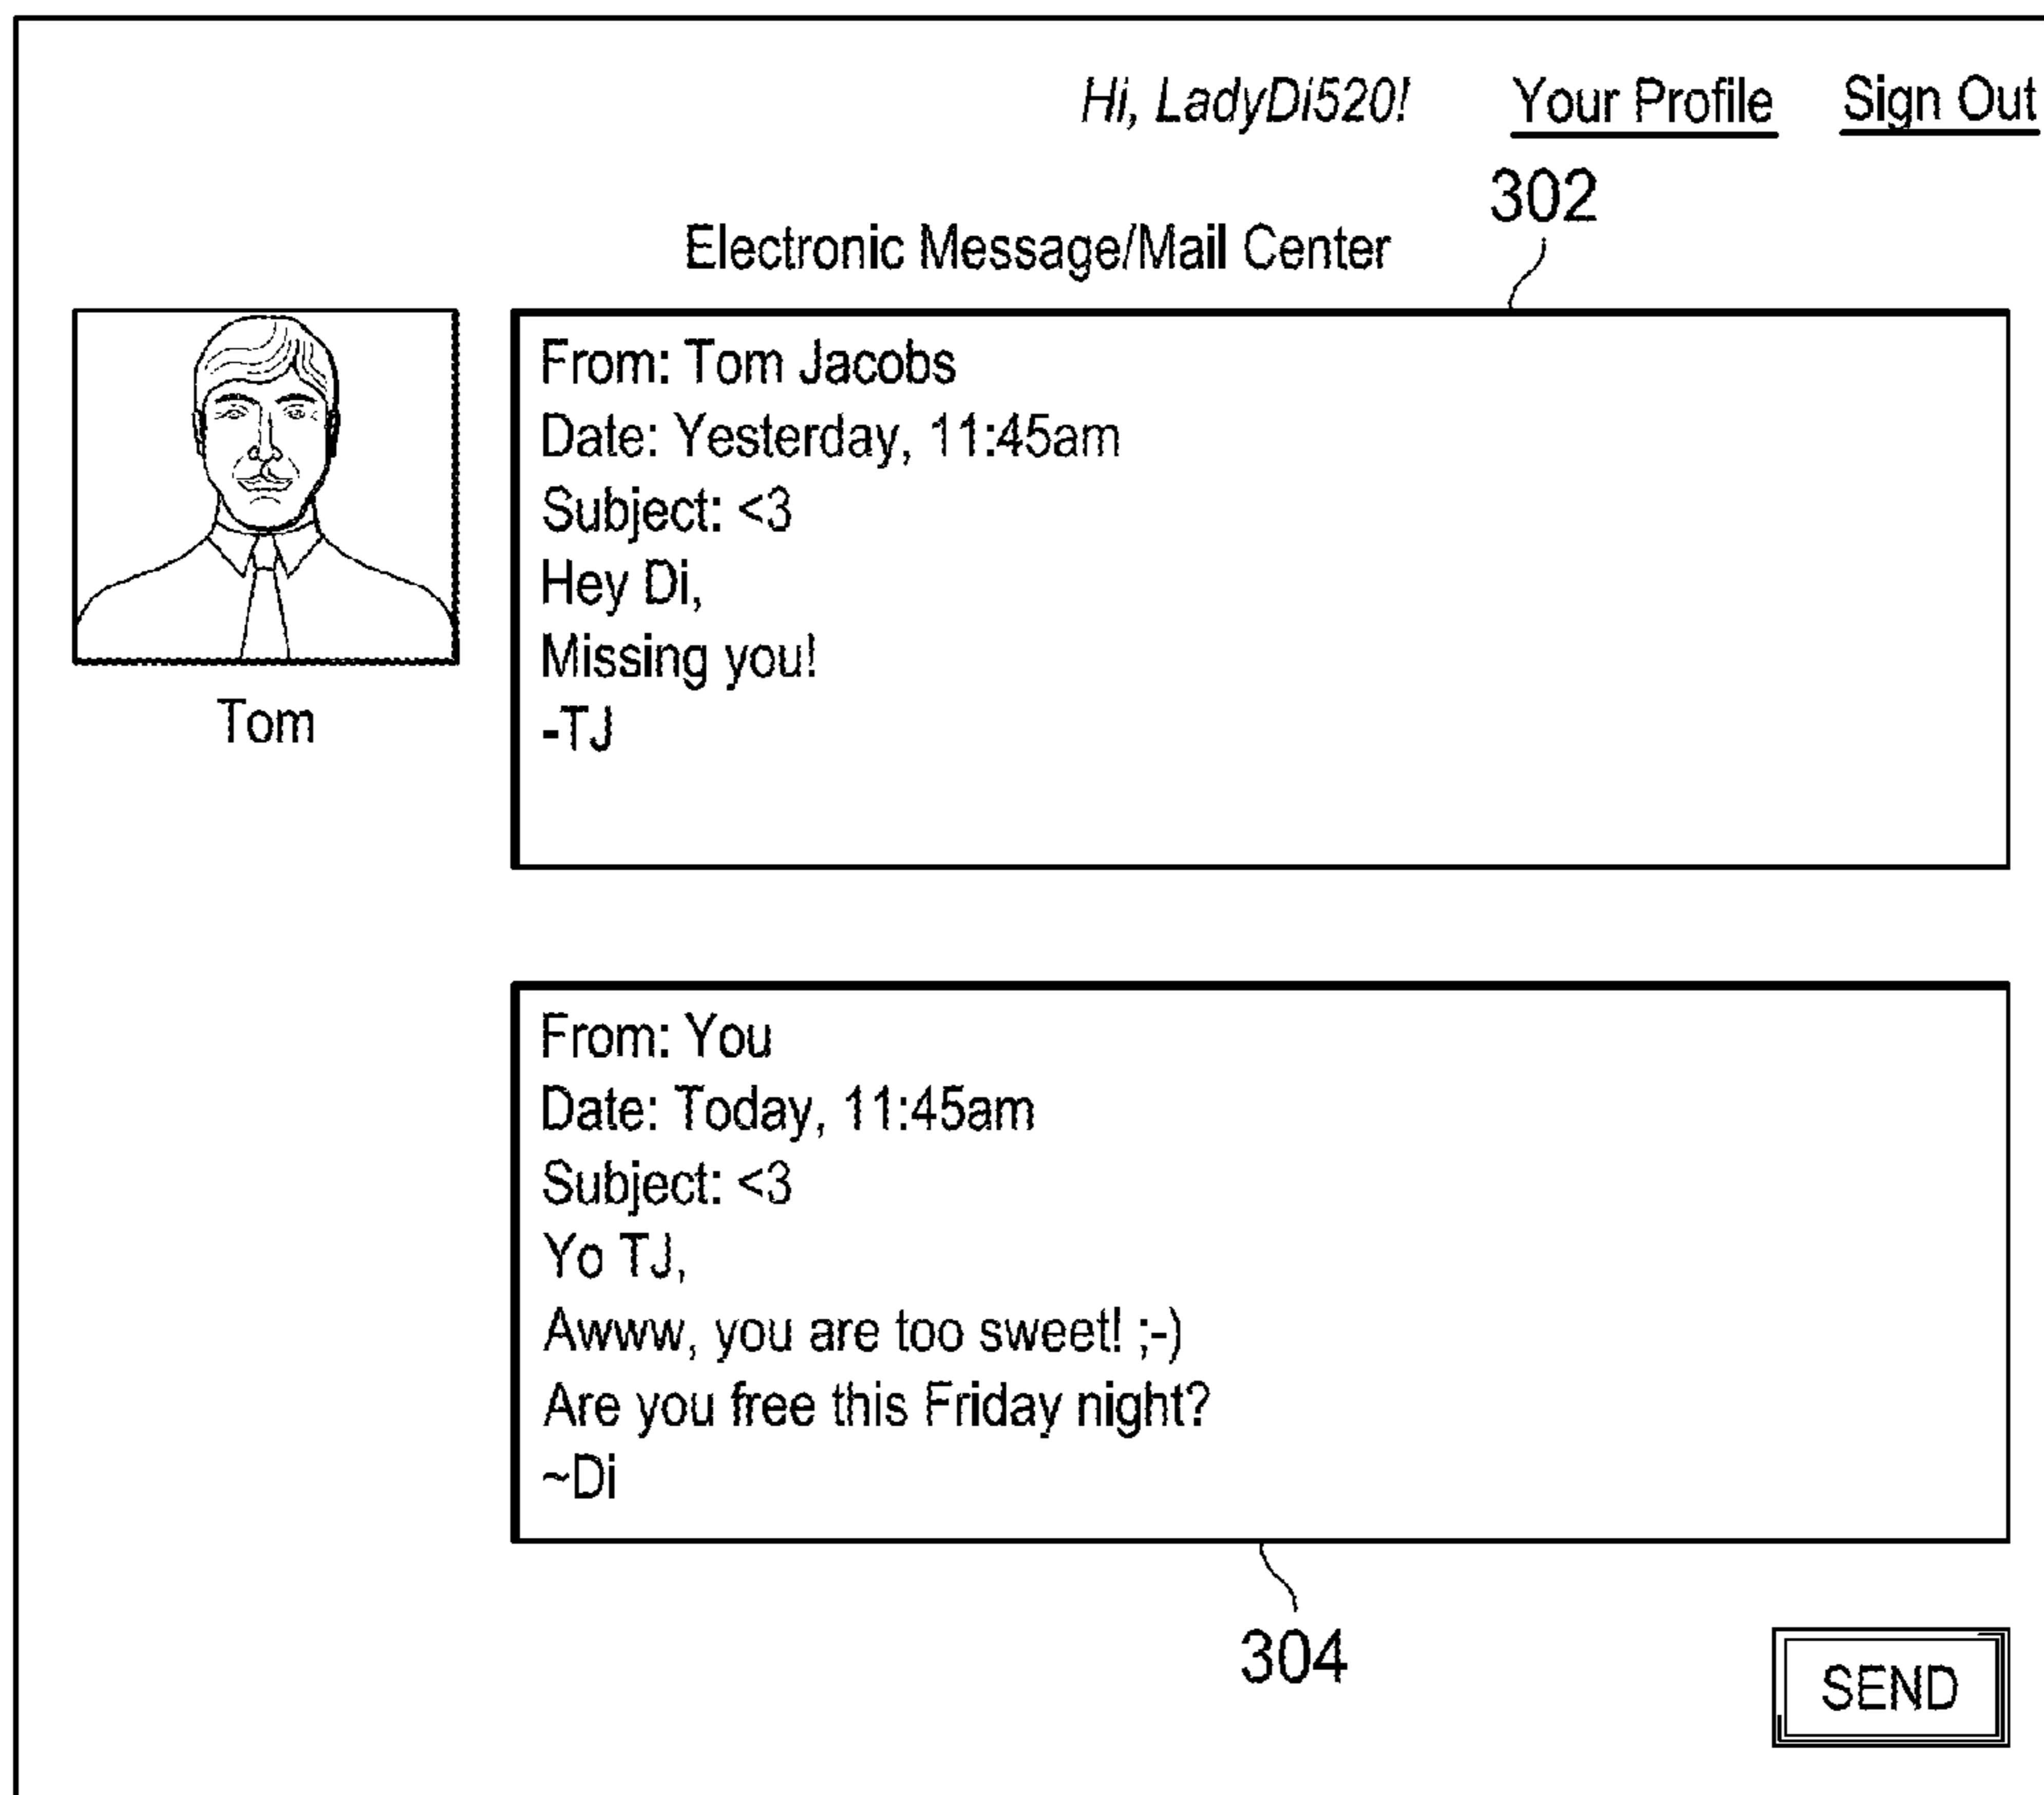 Hi, LadyDi520! Your Profile Sign Out
302
Electronic Message/Mail Center
From: Tom Jacobs
Date: Yesterday, 11:45am
Subject: <3
Hey Di,
Missing you!
-TJ
Tom
From: You
Date: Today, 11:45am
Subject: <3
Yo TJ,
Awww, you are too sweet! ;-)
Are you free this Friday night?
~Di
304
SEND